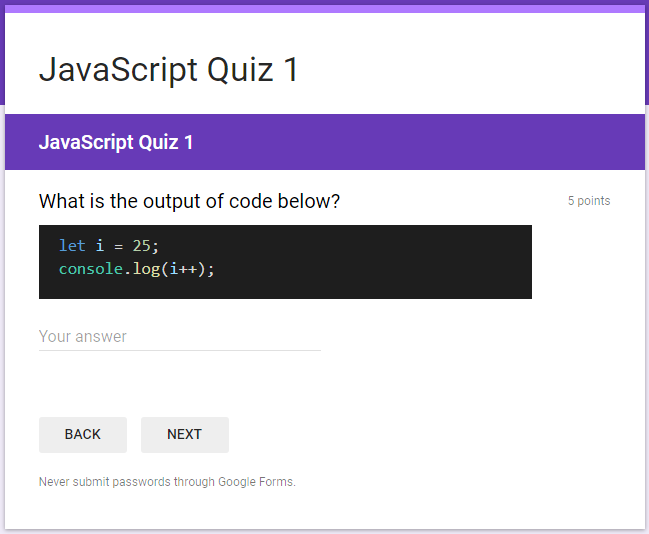 JavaScript Quiz 1
JavaScript Quiz 1
What is the output of code below?
5 points
let i = 25;
console.log(i++);
Your answer
BACK
NEXT
Never submit passwords through Google Forms.